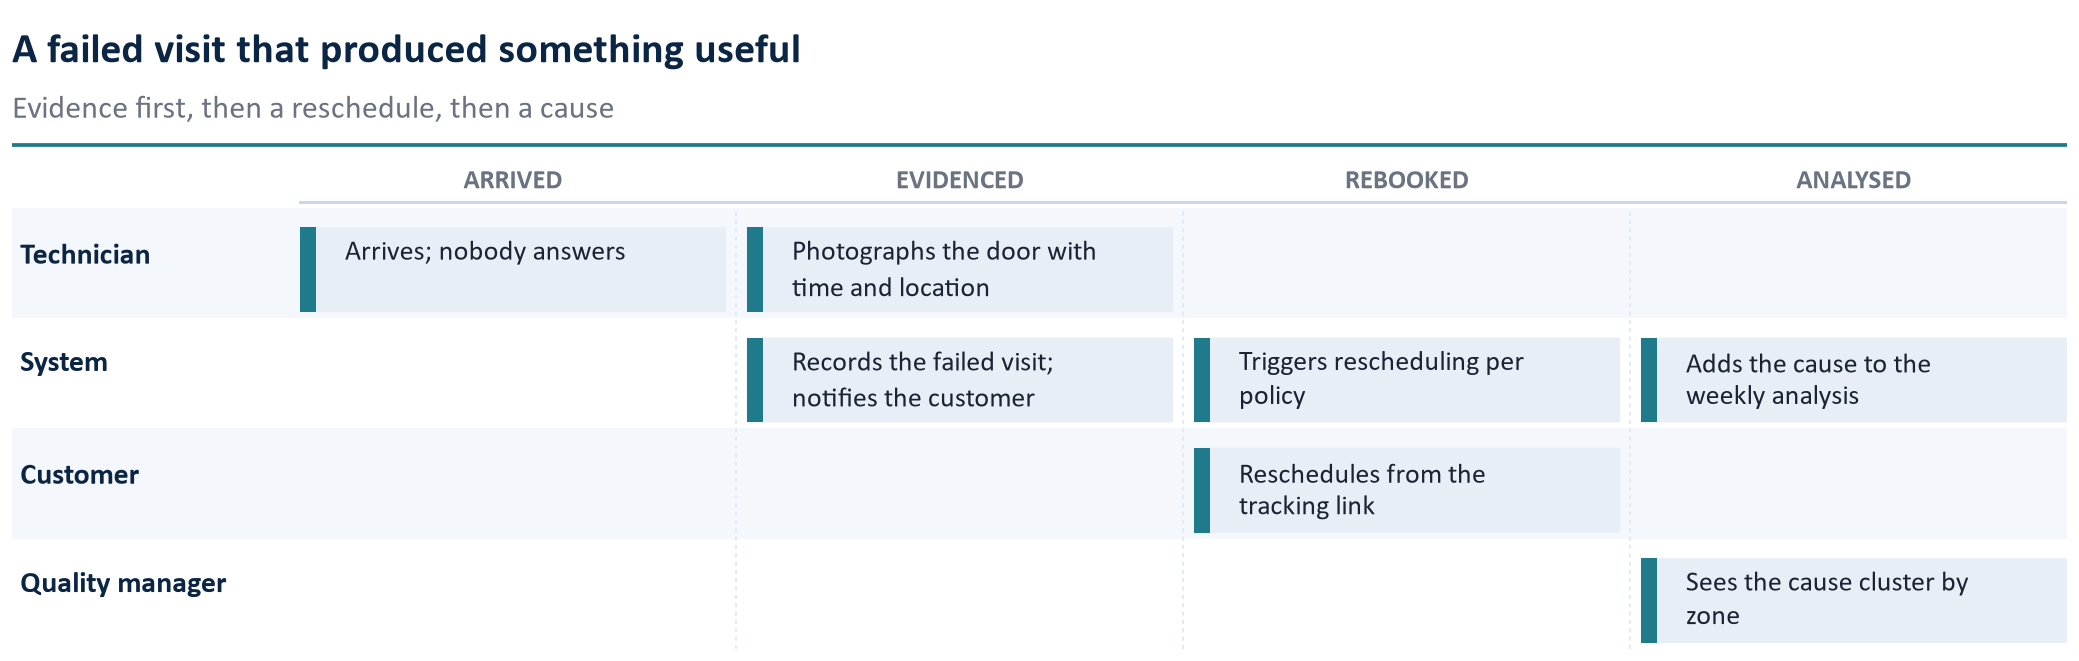 A failed visit that produced something useful
Evidence first, then a reschedule, then a cause
ARRIVED
EVIDENCED
REBOOKED
ANALYSED
Technician
Arrives; nobody answers
Photographs the door with
time and location
System
Records the failed visit;
notifies the customer
Triggers rescheduling per
policy
Adds the cause to the
weekly analysis
Customer
Reschedules from the
tracking link
Quality manager
Sees the cause cluster by
zone